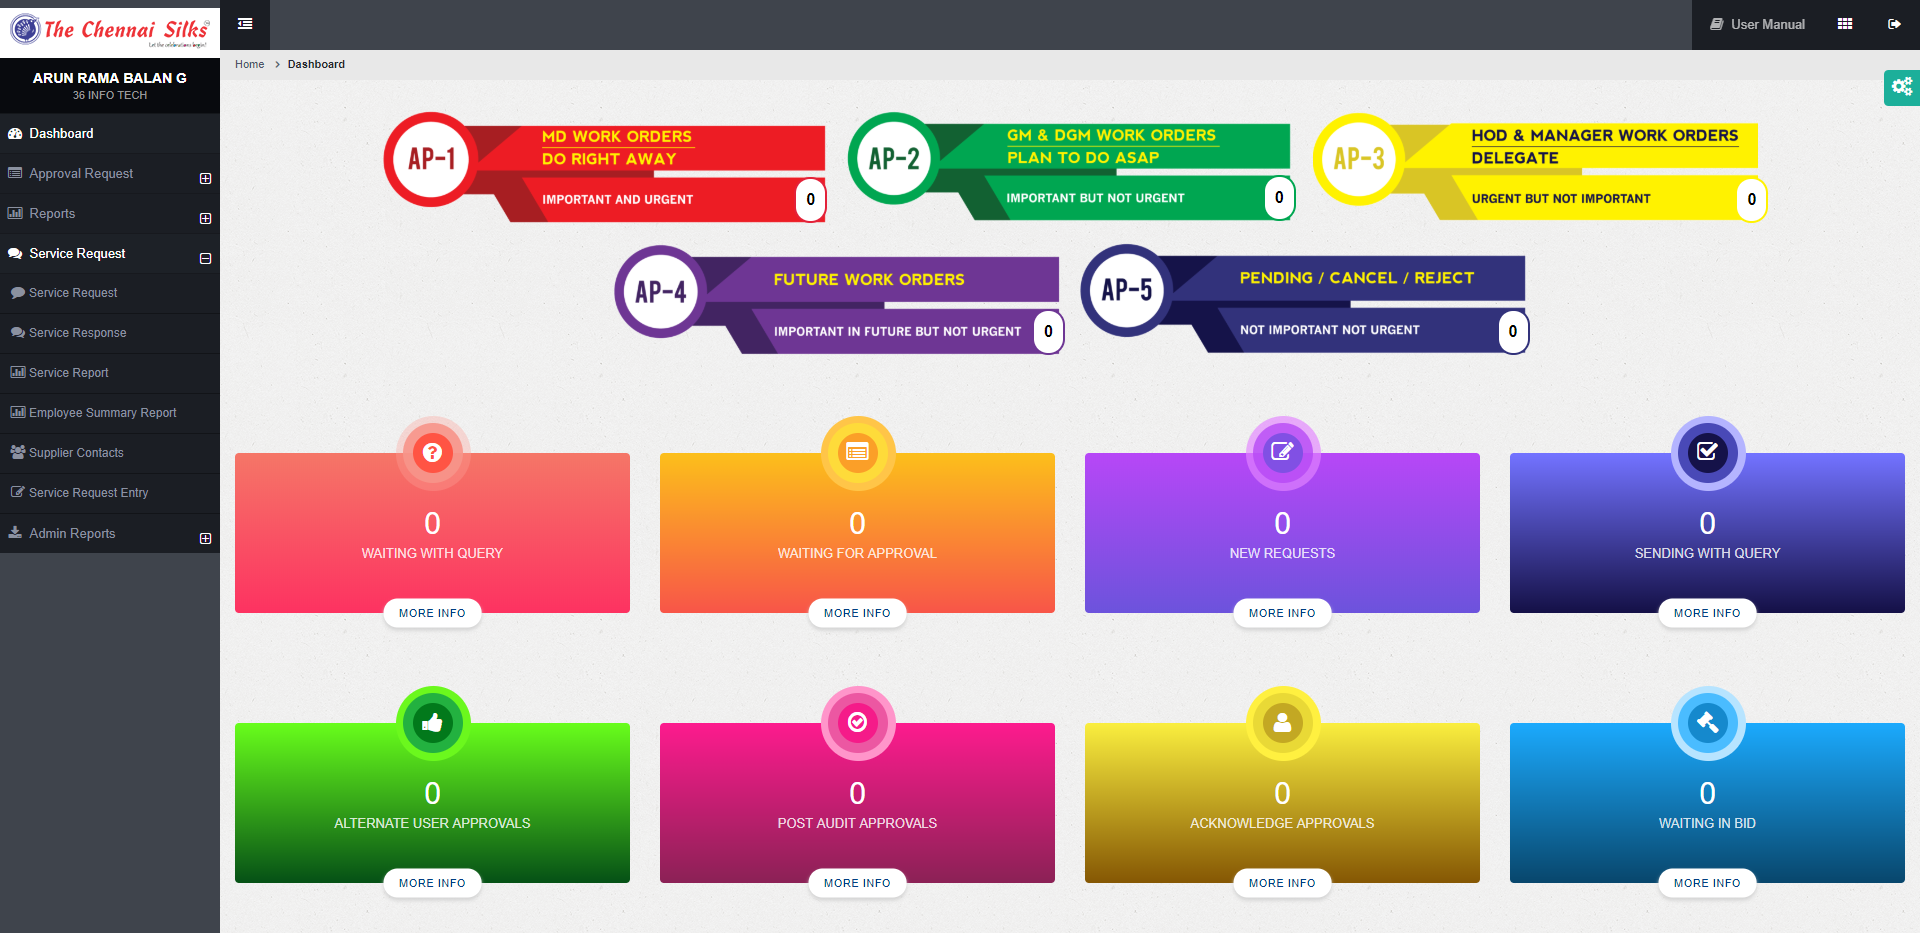 The Chennai Silks
Let the celebrations begin!
ARUN RAMA BALAN G
36 INFO TECH
Dashboard
Approval Request
Reports
Service Request
Service Request
Service Response
Service Report
Employee Summary Report
Supplier Contacts
Service Request Entry
Admin Reports
User Manual
Home > Dashboard
AP-1
MD WORK ORDERS
DO RIGHT AWAY
IMPORTANT AND URGENT
0
AP-2
GM & DGM WORK ORDERS
PLAN TO DO ASAP
IMPORTANT BUT NOT URGENT
0
AP-3
HOD & MANAGER WORK ORDERS
DELEGATE
URGENT BUT NOT IMPORTANT
0
AP-4
FUTURE WORK ORDERS
IMPORTANT IN FUTURE BUT NOT URGENT
0
AP-5
PENDING / CANCEL / REJECT
NOT IMPORTANT NOT URGENT
0
0
WAITING WITH QUERY
MORE INFO
0
WAITING FOR APPROVAL
MORE INFO
0
NEW REQUESTS
MORE INFO
0
SENDING WITH QUERY
MORE INFO
0
ALTERNATE USER APPROVALS
MORE INFO
0
POST AUDIT APPROVALS
MORE INFO
0
ACKNOWLEDGE APPROVALS
MORE INFO
0
WAITING IN BID
MORE INFO